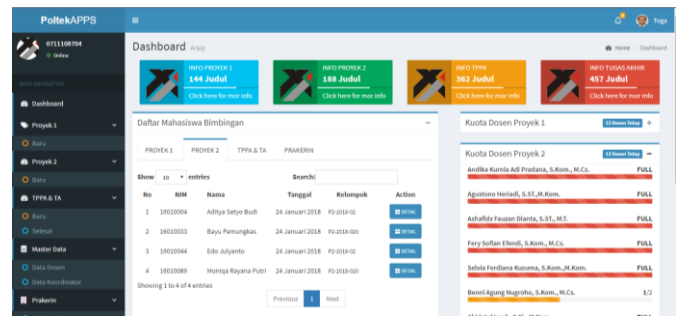 PoltekAPPS
Yoga
0711108704
Online
MAIN NAVIGATION
Dashboard
Proyek 1
Baru
Proyek 2
Baru
TPPA & TA
Baru
Selesai
Master Data
Data Dosen
Data Koordinator
Prakerin
Dashboard Arsip
Home > Dashboard
INFO PROYEK 1
144 Judul
Click here for mor info
INFO PROYEK 2
188 Judul
Click here for mor info
INFO TPPA
362 Judul
Click here for mor info
INFO TUGAS AKHIR
457 Judul
Click here for mor info
Daftar Mahasiswa Bimbingan
PROYEK 1 PROYEK 2 TPPA & TA PRAKERIN
Show 10 entries Search:
No NIM Nama Tanggal Kelompok Action
1 16010004 Aditya Setyo Budi 24 Januari 2018 P2-2018-02 DETAIL
2 16010033 Bayu Pamungkas 24 Januari 2018 P2-2018-020 DETAIL
3 16010044 Edo Julyanto 24 Januari 2018 P2-2018-02 DETAIL
4 16010089 Moniqa Rayana Putri 24 Januari 2018 P2-2018-020 DETAIL
Showing 1 to 4 of 4 entries
Previous 1 Next
Kuota Dosen Proyek 1
Kuota Dosen Proyek 2
Andika Kurnia Adi Pradana, S.Kom., M.Cs. FULL
Agustono Heriadi, S.ST.,M.Kom. FULL
Ashafidz Fauzan Dianta, S.ST., M.T. FULL
Fery Sofian Efendi, S.Kom., M.Cs. FULL
Selvia Ferdiana Kusuma, S.Kom.,M.Kom. FULL
Benni Agung Nugroho, S.Kom., M.Cs. 1/2